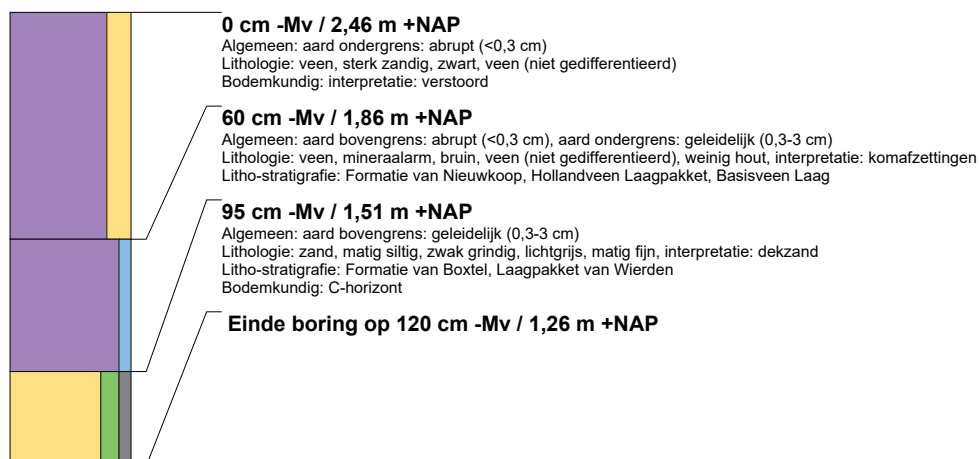 0 cm -Mv / 2,46 m +NAP
Algemeen: aard ondergrens: abrupt (<0,3 cm)
Lithologie: veen, sterk zandig, zwart, veen (niet gedifferentieerd)
Bodemkundig: interpretatie: verstoord
60 cm -Mv / 1,86 m +NAP
Algemeen: aard bovengrens: abrupt (<0,3 cm), aard ondergrens: geleidelijk (0,3-3 cm)
Lithologie: veen, mineraalarm, bruin, veen (niet gedifferentieerd), weinig hout, interpretatie: komafzettingen
Litho-stratigrafie: Formatie van Nieuwkoop, Hollandveen Laagpakket, Basisveen Laag
95 cm -Mv / 1,51 m +NAP
Algemeen: aard bovengrens: geleidelijk (0,3-3 cm)
Lithologie: zand, matig siltig, zwak grindig, lichtgrijs, matig fijn, interpretatie: dekzand
Litho-stratigrafie: Formatie van Boxtel, Laagpakket van Wierden
Bodemkundig: C-horizont
Einde boring op 120 cm -Mv / 1,26 m +NAP